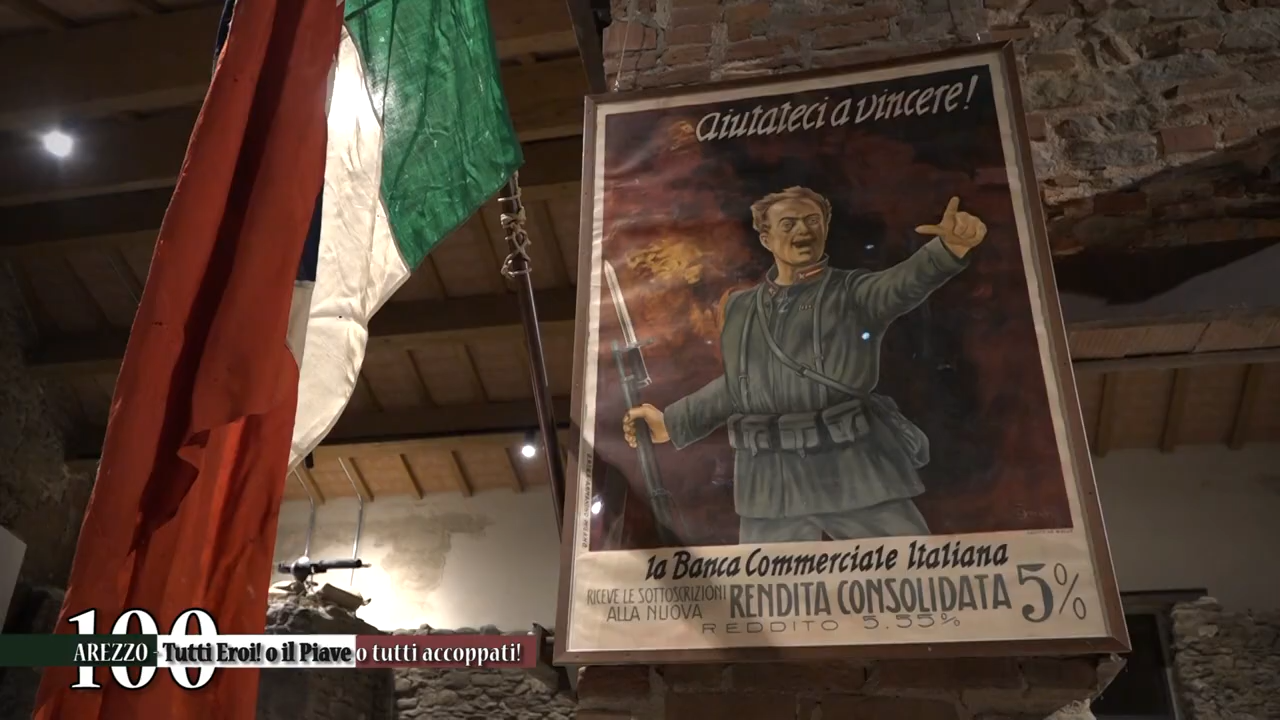 aiutateci a vincere!
la Banca Commerciale Italiana
RICEVE LE SOTTOSCRIZIONI
ALLA NUOVA
RENDITA CONSOLIDATA 5%
REDDITO 5.55%
100
AREZZO - Tutti Eroi! o il Piave o tutti accoppati!